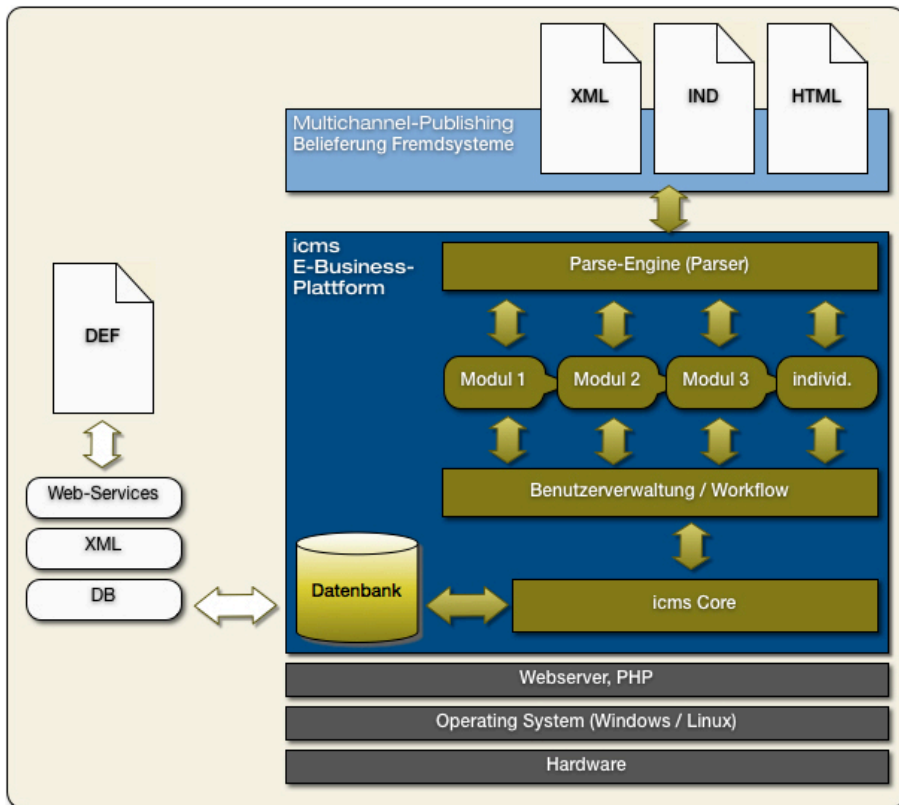 XML
IND
HTML
Multichannel-Publishing
Belieferung Fremdsysteme
icms
E-Business-
Plattform
Parse-Engine (Parser)
DEF
Modul 1
Modul 2
Modul 3
individ.
Web-Services
XML
DB
Benutzerverwaltung / Workflow
Datenbank
icms Core
Webserver, PHP
Operating System (Windows / Linux)
Hardware